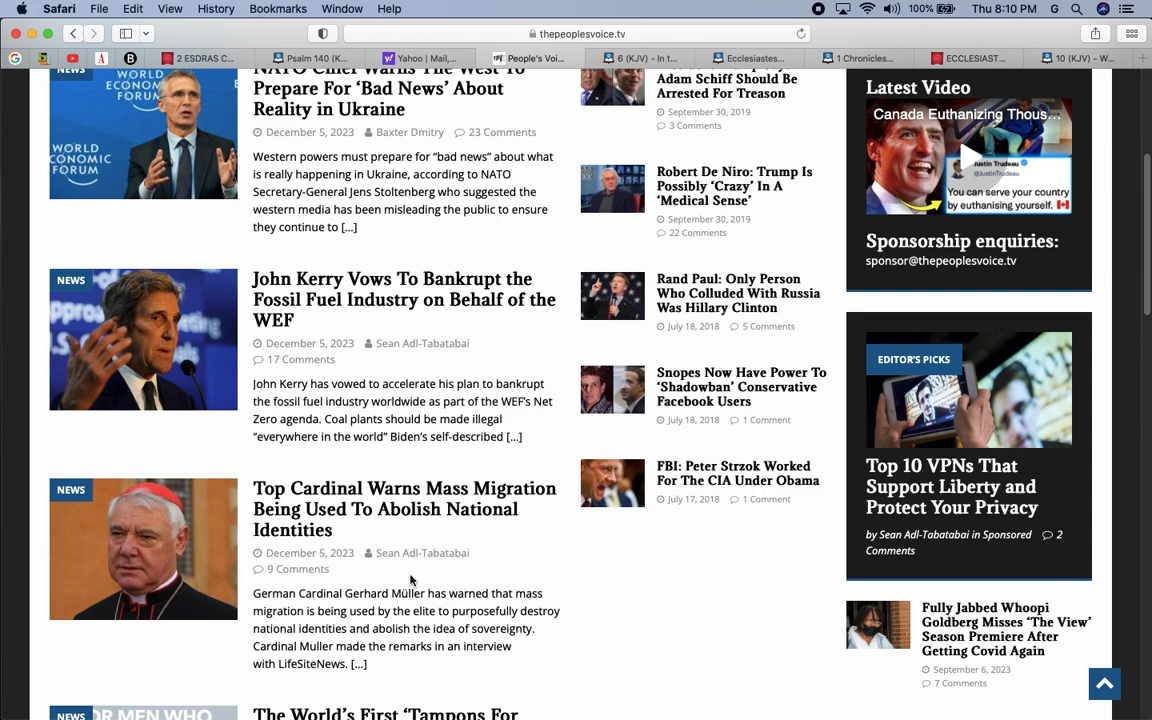 Safari File Edit View History Bookmarks Window Help 100% Thu 8:10 PM G
thepeoplesvoice.tv
2 ESDRAS C... Psalm 140 (K... Yahoo | Mail,... People's Voi... 6 (KJV) - In t... Ecclesiastes... 1 Chronicles... ECCLESIAST... 10 (KJV) - W...
NEWS
WORLD
ECONOMIC
FORUM
WORLD
ECONOMIC
FORUM
NATO Chief Warns The West To
Prepare For ‘Bad News’ About
Reality in Ukraine
December 5, 2023 Baxter Dmitry 23 Comments
Western powers must prepare for “bad news” about what
is really happening in Ukraine, according to NATO
Secretary-General Jens Stoltenberg who suggested the
western media has been misleading the public to ensure
they continue to [...]
NEWS
John Kerry Vows To Bankrupt the
Fossil Fuel Industry on Behalf of the
WEF
December 5, 2023 Sean Adl-Tabatabai
17 Comments
John Kerry has vowed to accelerate his plan to bankrupt
the fossil fuel industry worldwide as part of the WEF’s Net
Zero agenda. Coal plants should be made illegal
“everywhere in the world” Biden’s self-described [...]
NEWS
Top Cardinal Warns Mass Migration
Being Used To Abolish National
Identities
December 5, 2023 Sean Adl-Tabatabai
9 Comments
German Cardinal Gerhard Müller has warned that mass
migration is being used by the elite to purposefully destroy
national identities and abolish the idea of sovereignty.
Cardinal Muller made the remarks in an interview
with LifeSiteNews. [...]
NEWS
OR MEN WHO
The World’s First ‘Tampons For
Adam Schiff Should Be
Arrested For Treason
September 30, 2019
3 Comments
Robert De Niro: Trump Is
Possibly ‘Crazy’ In A
‘Medical Sense’
September 30, 2019
22 Comments
Rand Paul: Only Person
Who Colluded With Russia
Was Hillary Clinton
July 18, 2018 5 Comments
Snopes Now Have Power To
‘Shadowban’ Conservative
Facebook Users
July 18, 2018 1 Comment
FBI: Peter Strzok Worked
For The CIA Under Obama
July 17, 2018 1 Comment
Latest Video
Canada Euthanizing Thous...
Justin Trudeau
@JustinTrudeau
You can serve your country
by euthanising yourself.
Sponsorship enquiries:
sponsor@thepeoplesvoice.tv
EDITOR'S PICKS
Top 10 VPNs That
Support Liberty and
Protect Your Privacy
by Sean Adl-Tabatabai in Sponsored 2
Comments
Fully Jabbed Whoopi
Goldberg Misses ‘The View’
Season Premiere After
Getting Covid Again
September 6, 2023
7 Comments